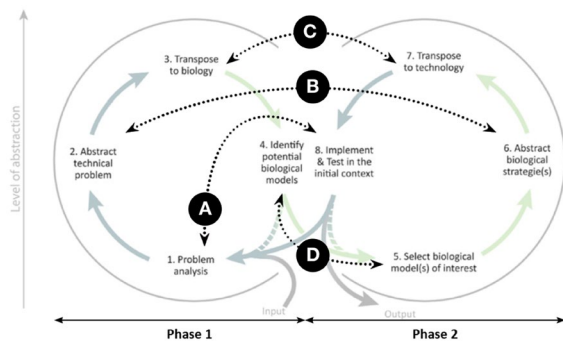 Level of abstraction
C
3. Transpose
to biology
7. Transpose
to technology
B
2. Abstract
technical
problem
4. Identify
potential
biological
models
8. Implement
& Test in the
initial context
6. Abstract
biological
strategie(s)
A
1. Problem
analysis
D
5. Select biological
model(s) of interest
Input
Output
Phase 1
Phase 2